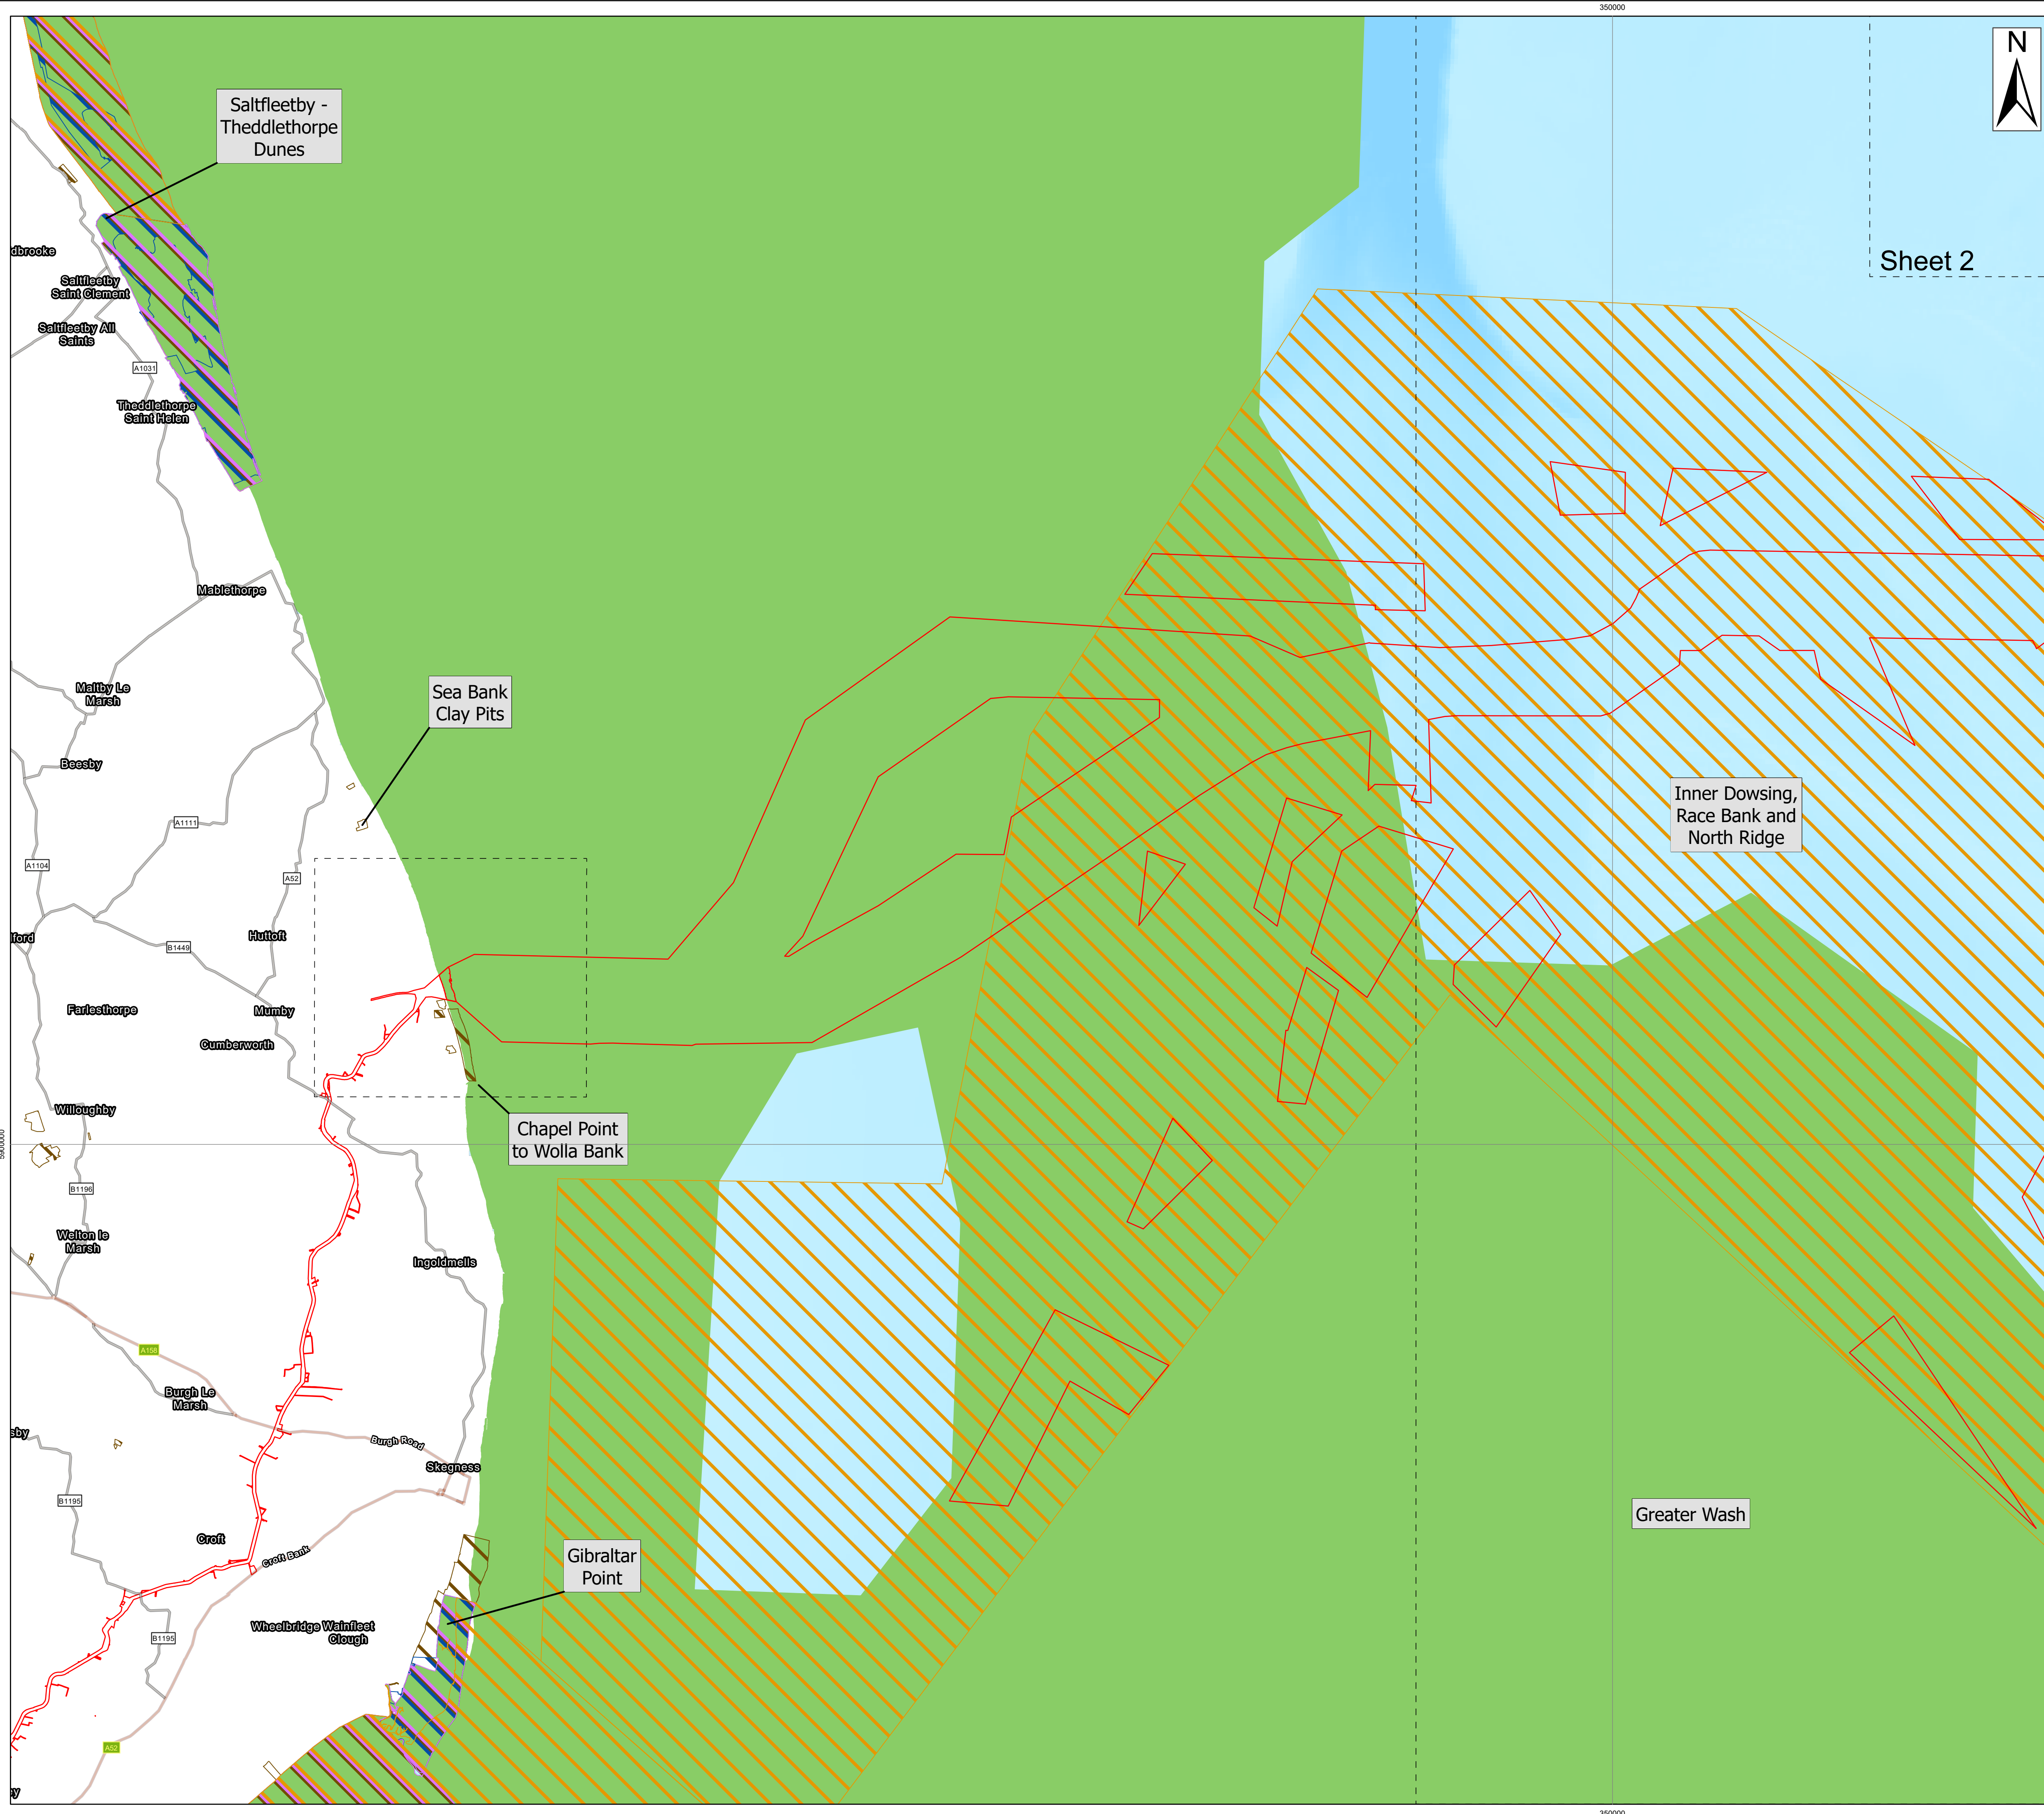 350000
N
Saltfleetby -
Theddlethorpe
Dunes
dbrooke
Sheet 2
Saltfleetby
Saint Clement
Saltfleetby All
Saints
A1031
Theddlethorpe
Saint Helen
Mablethorpe
Maltby Le
Marsh
Sea Bank
Clay Pits
Beesby
Inner Dowsing,
Race Bank and
North Ridge
A1111
A1104
A52
lford
B1449
Huttoft
Farlesthorpe
Mumby
Cumberworth
Willoughby
Chapel Point
to Wolla Bank
5900000
B1196
Welton le
Marsh
Ingoldmells
A158
Burgh Le
Marsh
sby
Burgh Road
Skegness
B1195
Greater Wash
Croft
Croft Bank
Gibraltar
Point
Wheelbridge Wainfleet
Clough
B1195
A52
y
350000